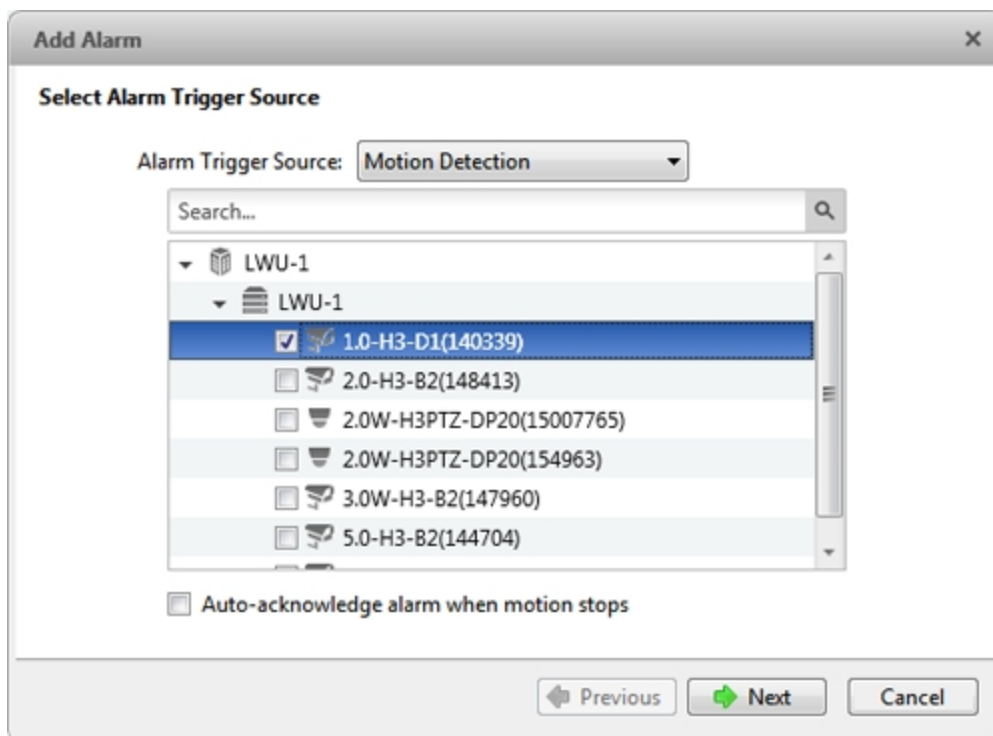 Add Alarm
Select Alarm Trigger Source
Alarm Trigger Source: Motion Detection
Search...
LWU-1
LWU-1
1.0-H3-D1(140339)
2.0-H3-B2(148413)
2.0W-H3PTZ-DP20(15007765)
2.0W-H3PTZ-DP20(154963)
3.0W-H3-B2(147960)
5.0-H3-B2(144704)
Auto-acknowledge alarm when motion stops
Previous Next Cancel